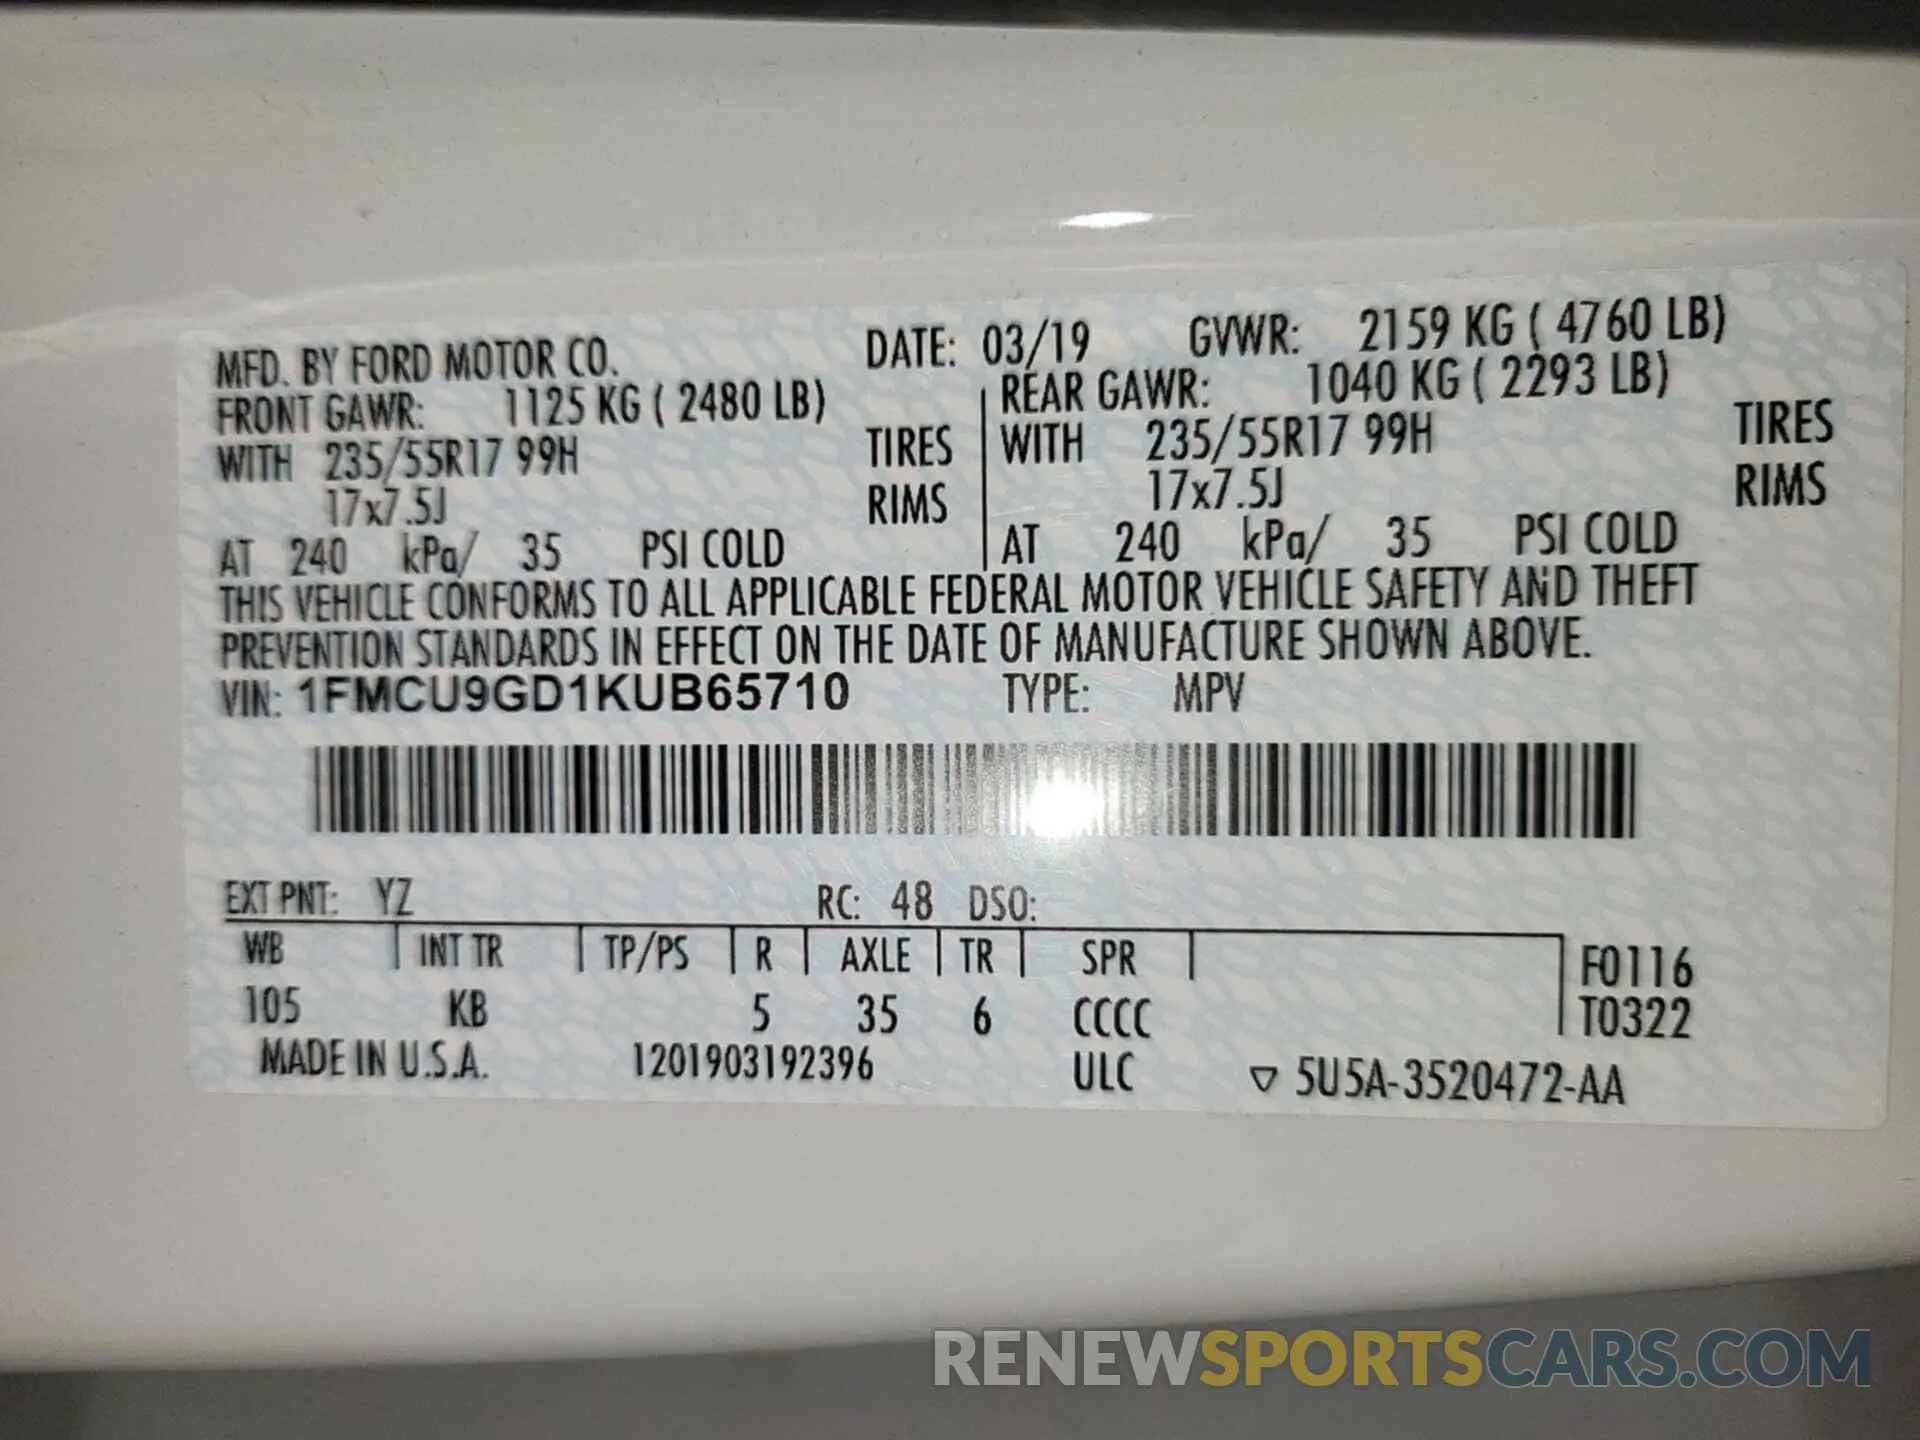 MFD. BY FORD MOTOR CO. DATE: 03/19 GVWR: 2159 KG ( 4760 LB)
FRONT GAWR: 1125 KG ( 2480 LB) REAR GAWR: 1040 KG ( 2293 LB)
WITH 235/55R17 99H TIRES WITH 235/55R17 99H TIRES
17x7.5J RIMS 17x7.5J RIMS
AT 240 kPa/ 35 PSI COLD AT 240 kPa/ 35 PSI COLD
THIS VEHICLE CONFORMS TO ALL APPLICABLE FEDERAL MOTOR VEHICLE SAFETY AND THEFT
PREVENTION STANDARDS IN EFFECT ON THE DATE OF MANUFACTURE SHOWN ABOVE.
VIN: 1FMCU9GD1KUB65710 TYPE: MPV
EXT PNT: YZ RC: 48 DSO:
WB INT TR TP/PS R AXLE TR SPR F0116
105 KB 5 35 6 CCCC T0322
MADE IN U.S.A. 1201903192396 ULC ▽ 5U5A-3520472-AA
RENEWSPORTSCARS.COM